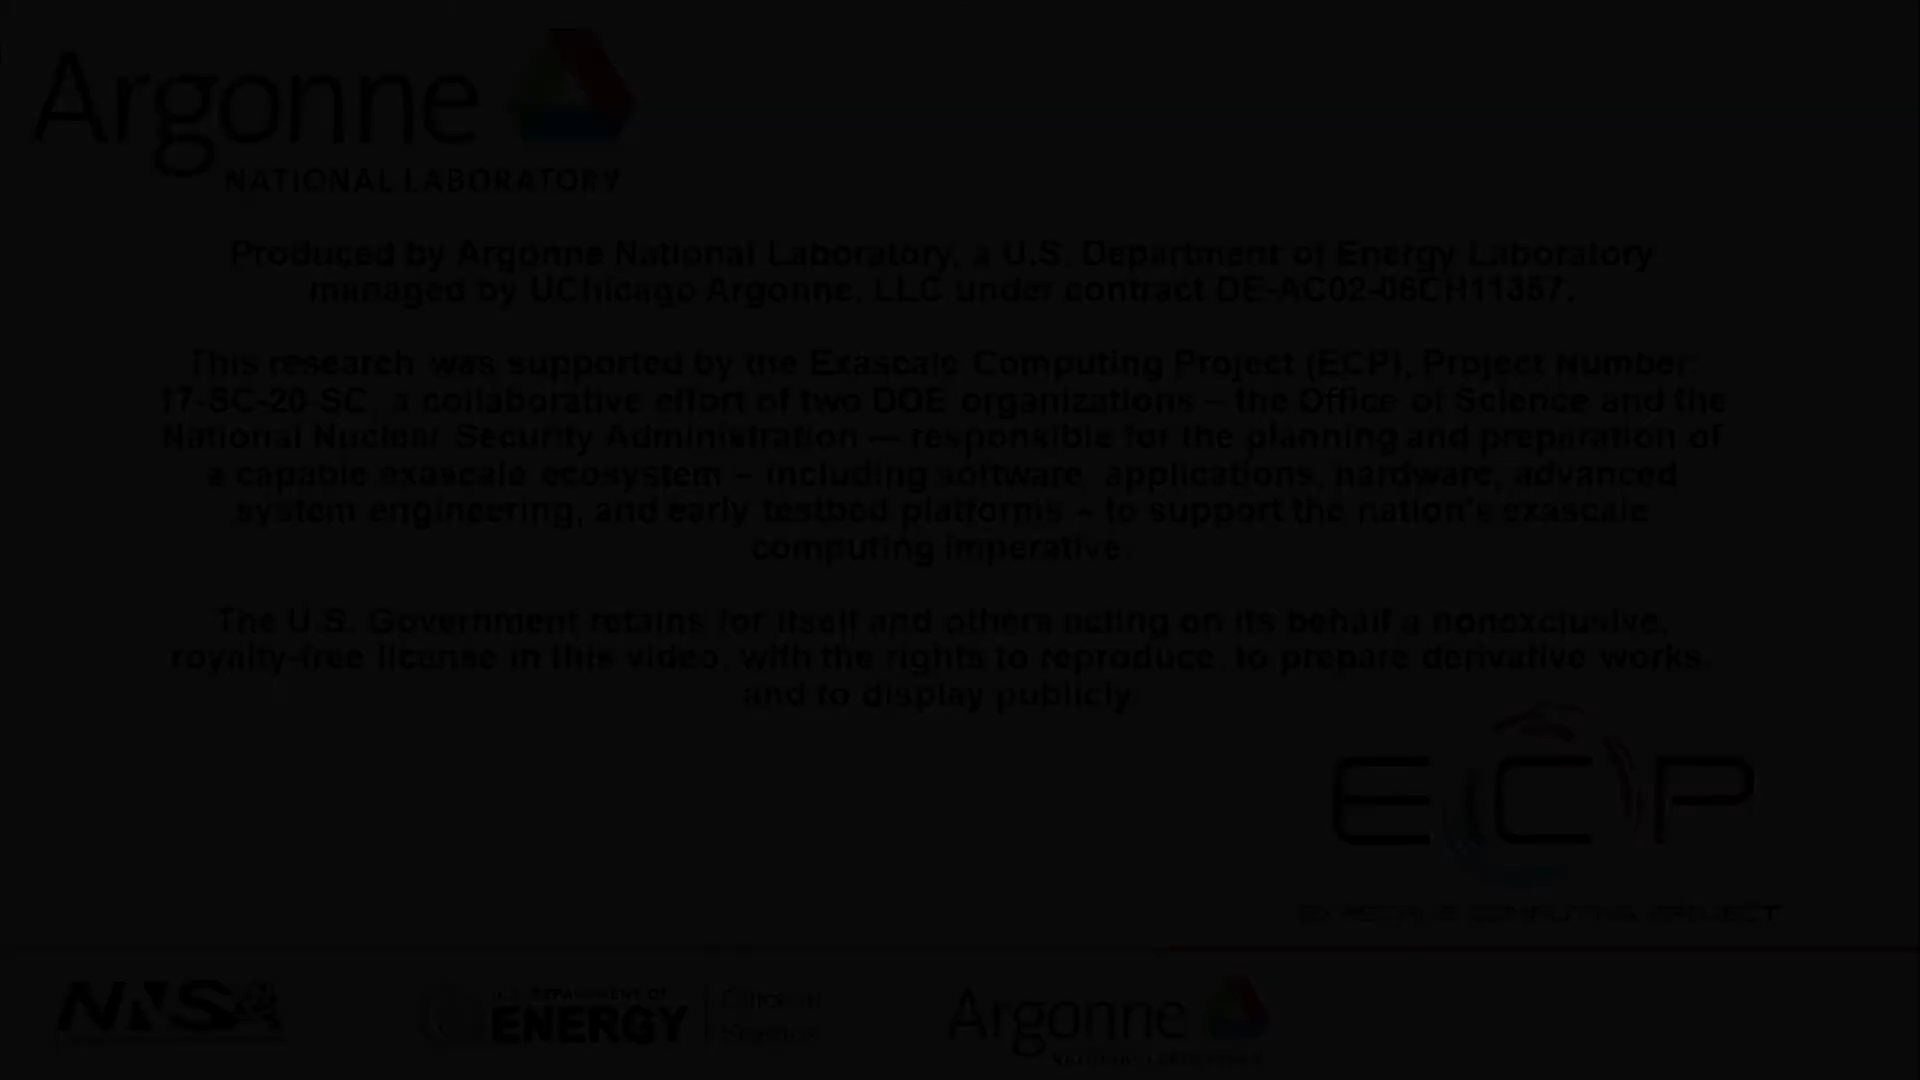 Argonne
NATIONAL LABORATORY
Produced by Argonne National Laboratory, a U.S. Department of Energy Laboratory
managed by UChicago Argonne, LLC under contract DE-AC02-06CH11357.
This research was supported by the Exascale Computing Project (ECP), Project Number:
17-SC-20-SC, a collaborative effort of two DOE organizations – the Office of Science and the
National Nuclear Security Administration — responsible for the planning and preparation of
a capable exascale ecosystem – including software, applications, hardware, advanced
system engineering, and early testbed platforms – to support the nation's exascale
computing imperative.
The U.S. Government retains for itself and others acting on its behalf a nonexclusive,
royalty-free license in this video, with the rights to reproduce, to prepare derivative works,
and to display publicly.
ECP
EXASCALE COMPUTING PROJECT
NNSA
U.S. DEPARTMENT OF
ENERGY
Office of
Science
Argonne
NATIONAL LABORATORY